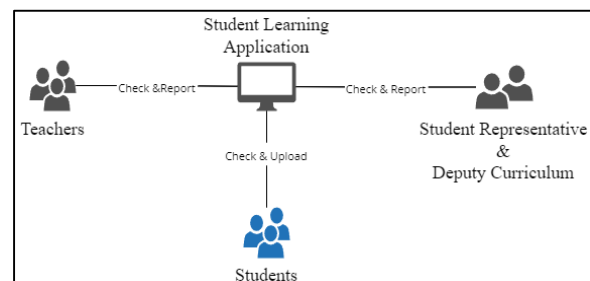 Student Learning
Application
Check &Report
Check & Report
Teachers
Student Representative
&
Deputy Curriculum
Check & Upload
Students